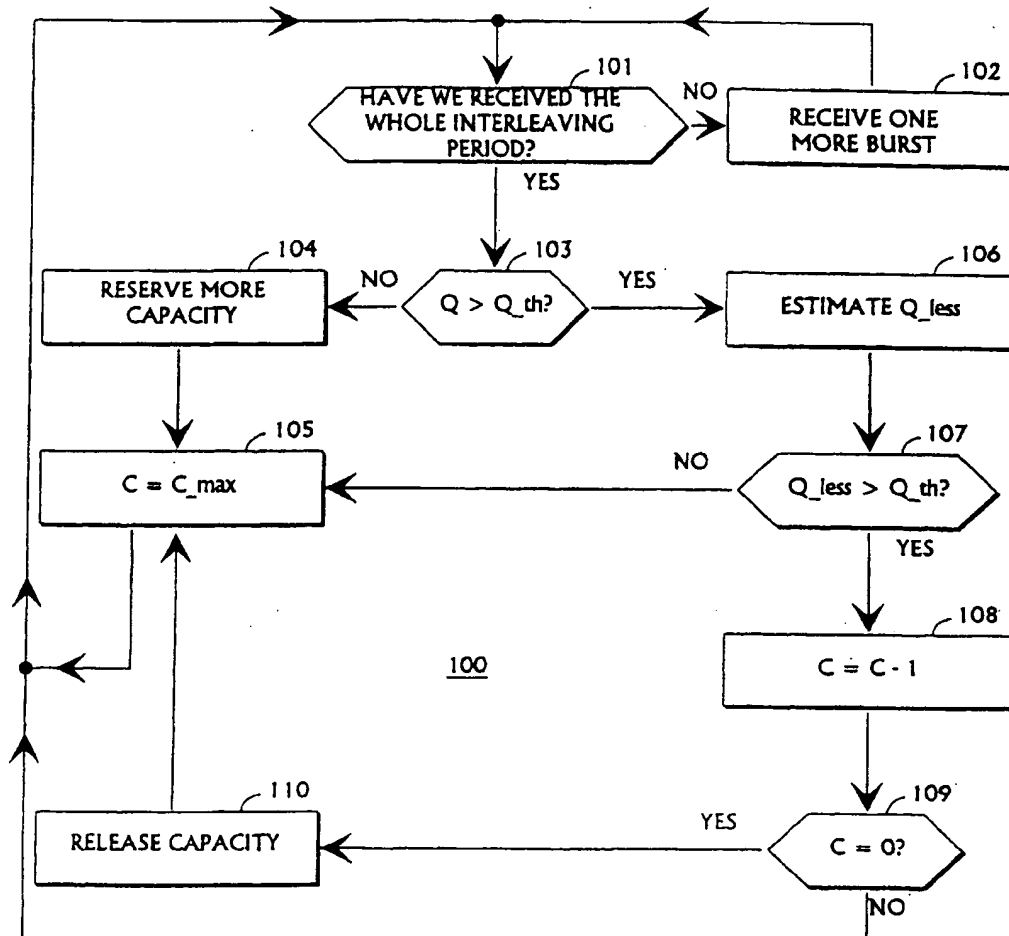 101
HAVE WE RECEIVED THE
WHOLE INTERLEAVING
PERIOD?
NO
102
RECEIVE ONE
MORE BURST
YES
103
Q > Q_th?
NO
YES
104
RESERVE MORE
CAPACITY
106
ESTIMATE Q_less
105
C = C_max
107
Q_less > Q_th?
NO
YES
108
C = C - 1
100
109
C = 0?
YES
NO
110
RELEASE CAPACITY